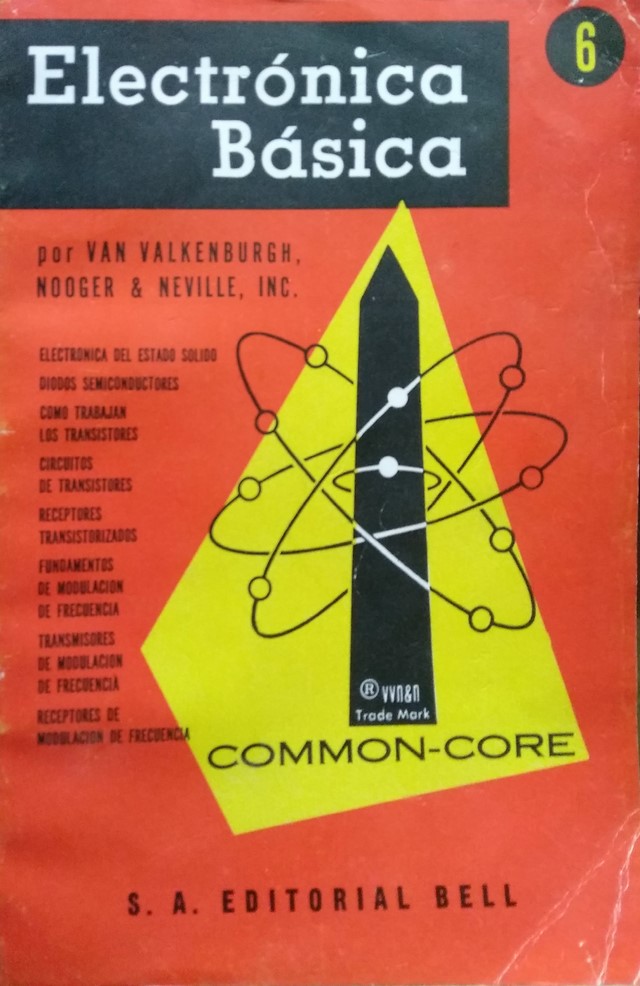 6
Electrónica
Básica
por VAN VALKENBURGH,
NOOGER & NEVILLE, INC.
ELECTRONICA DEL ESTADO SOLIDO
DIODOS SEMICONDUCTORES
COMO TRABAJAN
LOS TRANSISTORES
CIRCUITOS
DE TRANSISTORES
RECEPTORES
TRANSISTORIZADOS
FUNDAMENTOS
DE MODULACION
DE FRECUENCIA
TRANSMISORES
DE MODULACION
DE FRECUENCIA
RECEPTORES DE
MODULACION DE FRECUENCIA
® vvn&n
Trade Mark
COMMON-CORE
S. A. EDITORIAL BELL